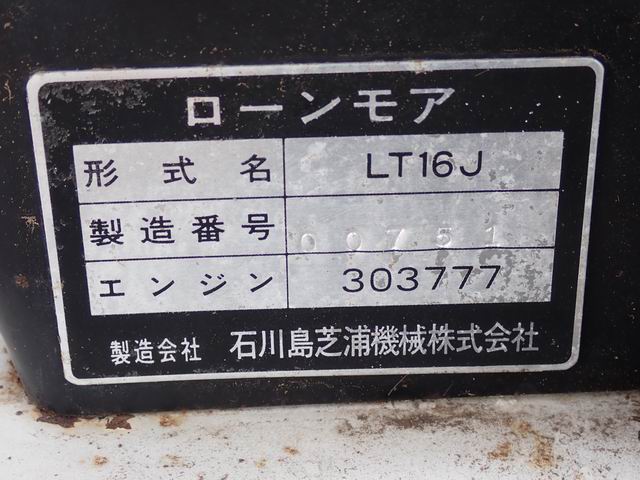 ローンモア
形式名 LT16J
製造番号 00751
エンジン 303777
製造会社 石川島芝浦機械株式会社